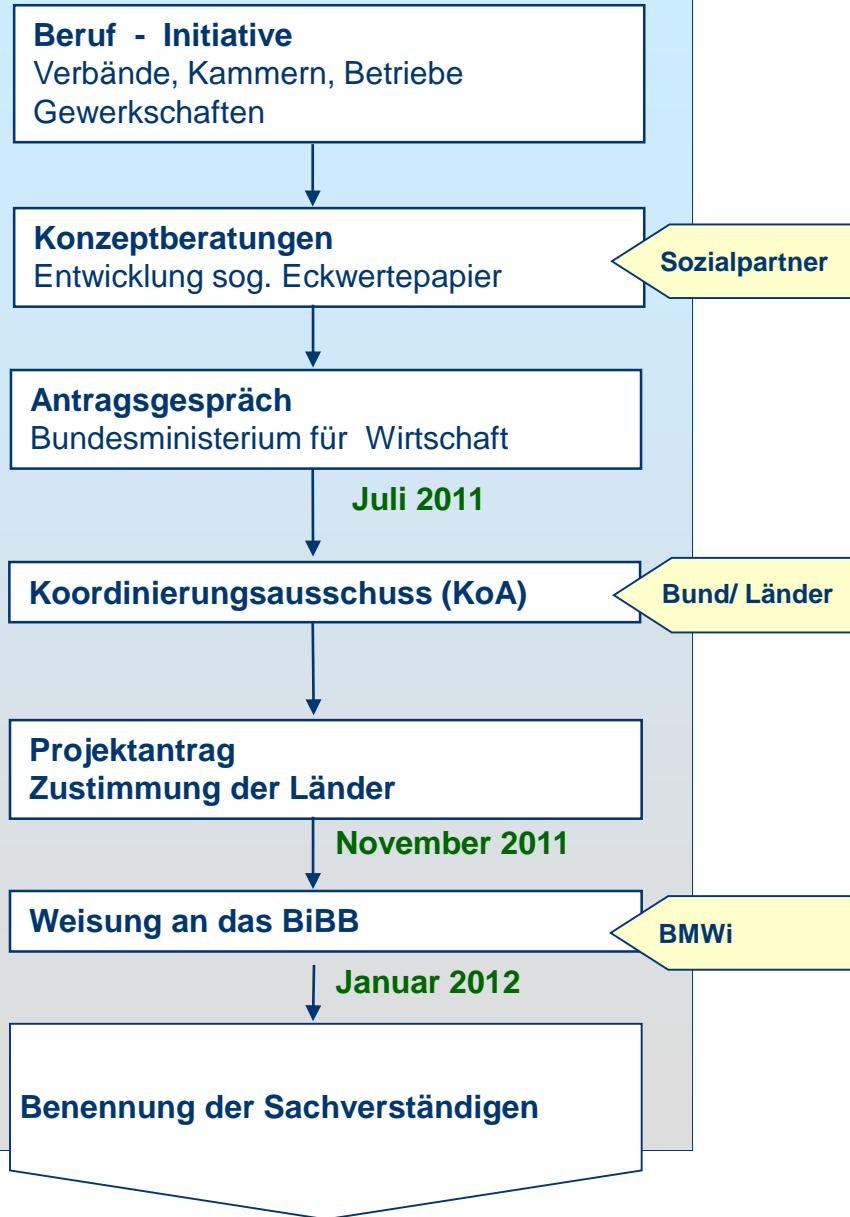 Beruf - Initiative
Verbände, Kammern, Betriebe
Gewerkschaften
Konzeptberatungen
Entwicklung sog. Eckwertepapier
Sozialpartner
Antragsgespräch
Bundesministerium für Wirtschaft
Juli 2011
Koordinierungsausschuss (KoA)
Bund/ Länder
Projektantrag
Zustimmung der Länder
November 2011
Weisung an das BiBB
BMWi
Januar 2012
Benennung der Sachverständigen